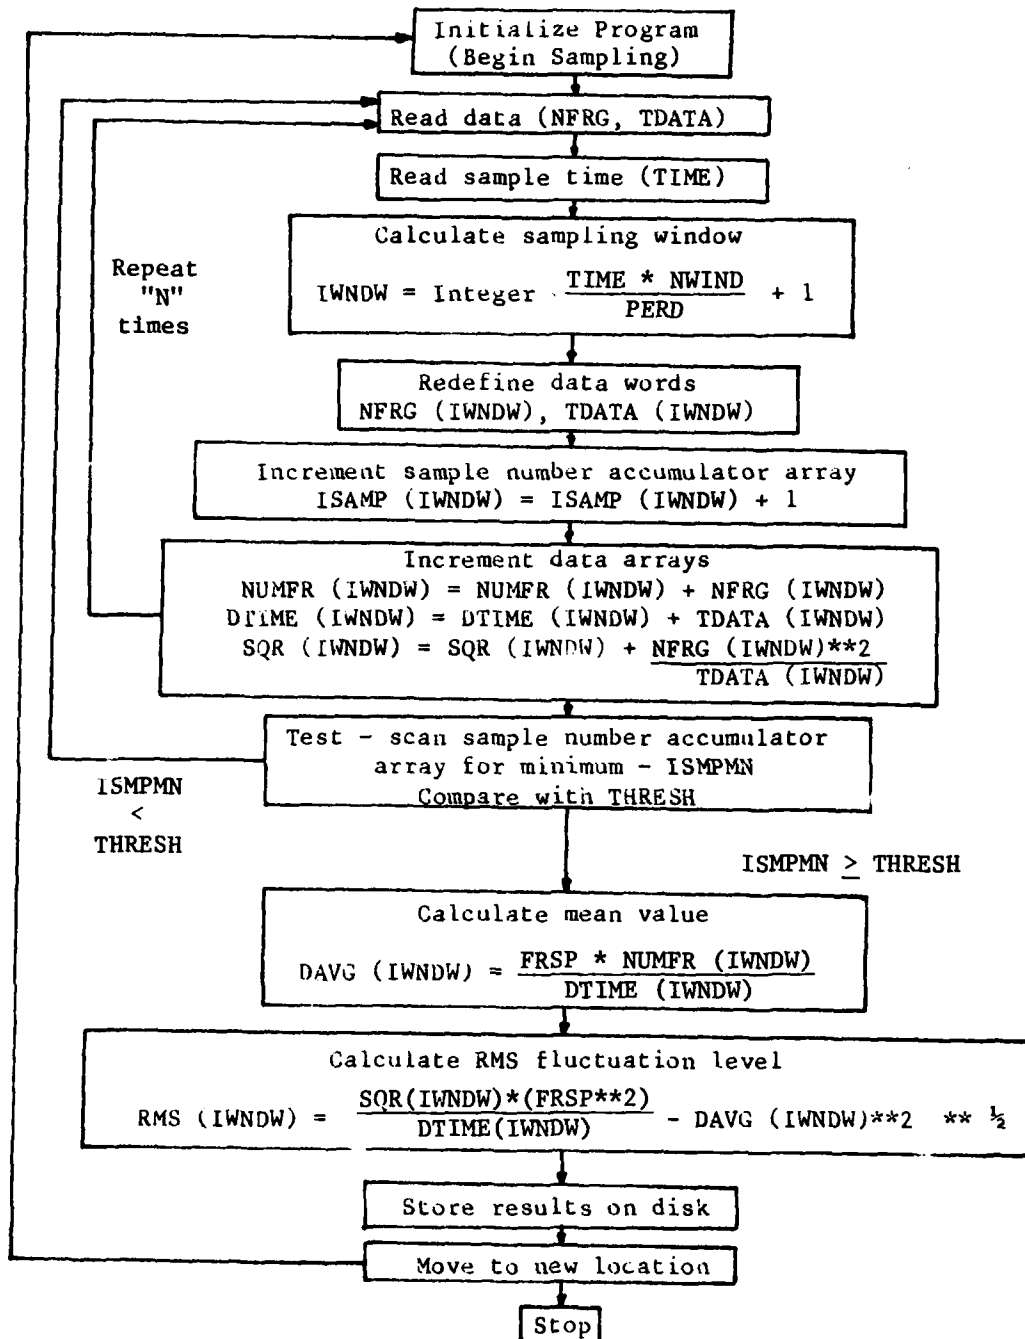 Initialize Program
(Begin Sampling)
Read data (NFRG, TDATA)
Read sample time (TIME)
Calculate sampling window
IWNDW = Integer TIME * NWIND / PERD + 1
Repeat
"N"
times
Redefine data words
NFRG (IWNDW), TDATA (IWNDW)
Increment sample number accumulator array
ISAMP (IWNDW) = ISAMP (IWNDW) + 1
Increment data arrays
NUMFR (IWNDW) = NUMFR (IWNDW) + NFRG (IWNDW)
DTIME (IWNDW) = DTIME (IWNDW) + TDATA (IWNDW)
SQR (IWNDW) = SQR (IWNDW) + NFRG (IWNDW)**2
TDATA (IWNDW)
Test - scan sample number accumulator
array for minimum - ISMPMN
Compare with THRESH
ISMPMN
<
THRESH
ISMPMN ≥ THRESH
Calculate mean value
DAVG (IWNDW) = FRSP * NUMFR (IWNDW)
DTIME (IWNDW)
Calculate RMS fluctuation level
RMS (IWNDW) = SQR(IWNDW)*(FRSP**2) / DTIME(IWNDW) - DAVG (IWNDW)**2 ** ½
Store results on disk
Move to new location
Stop